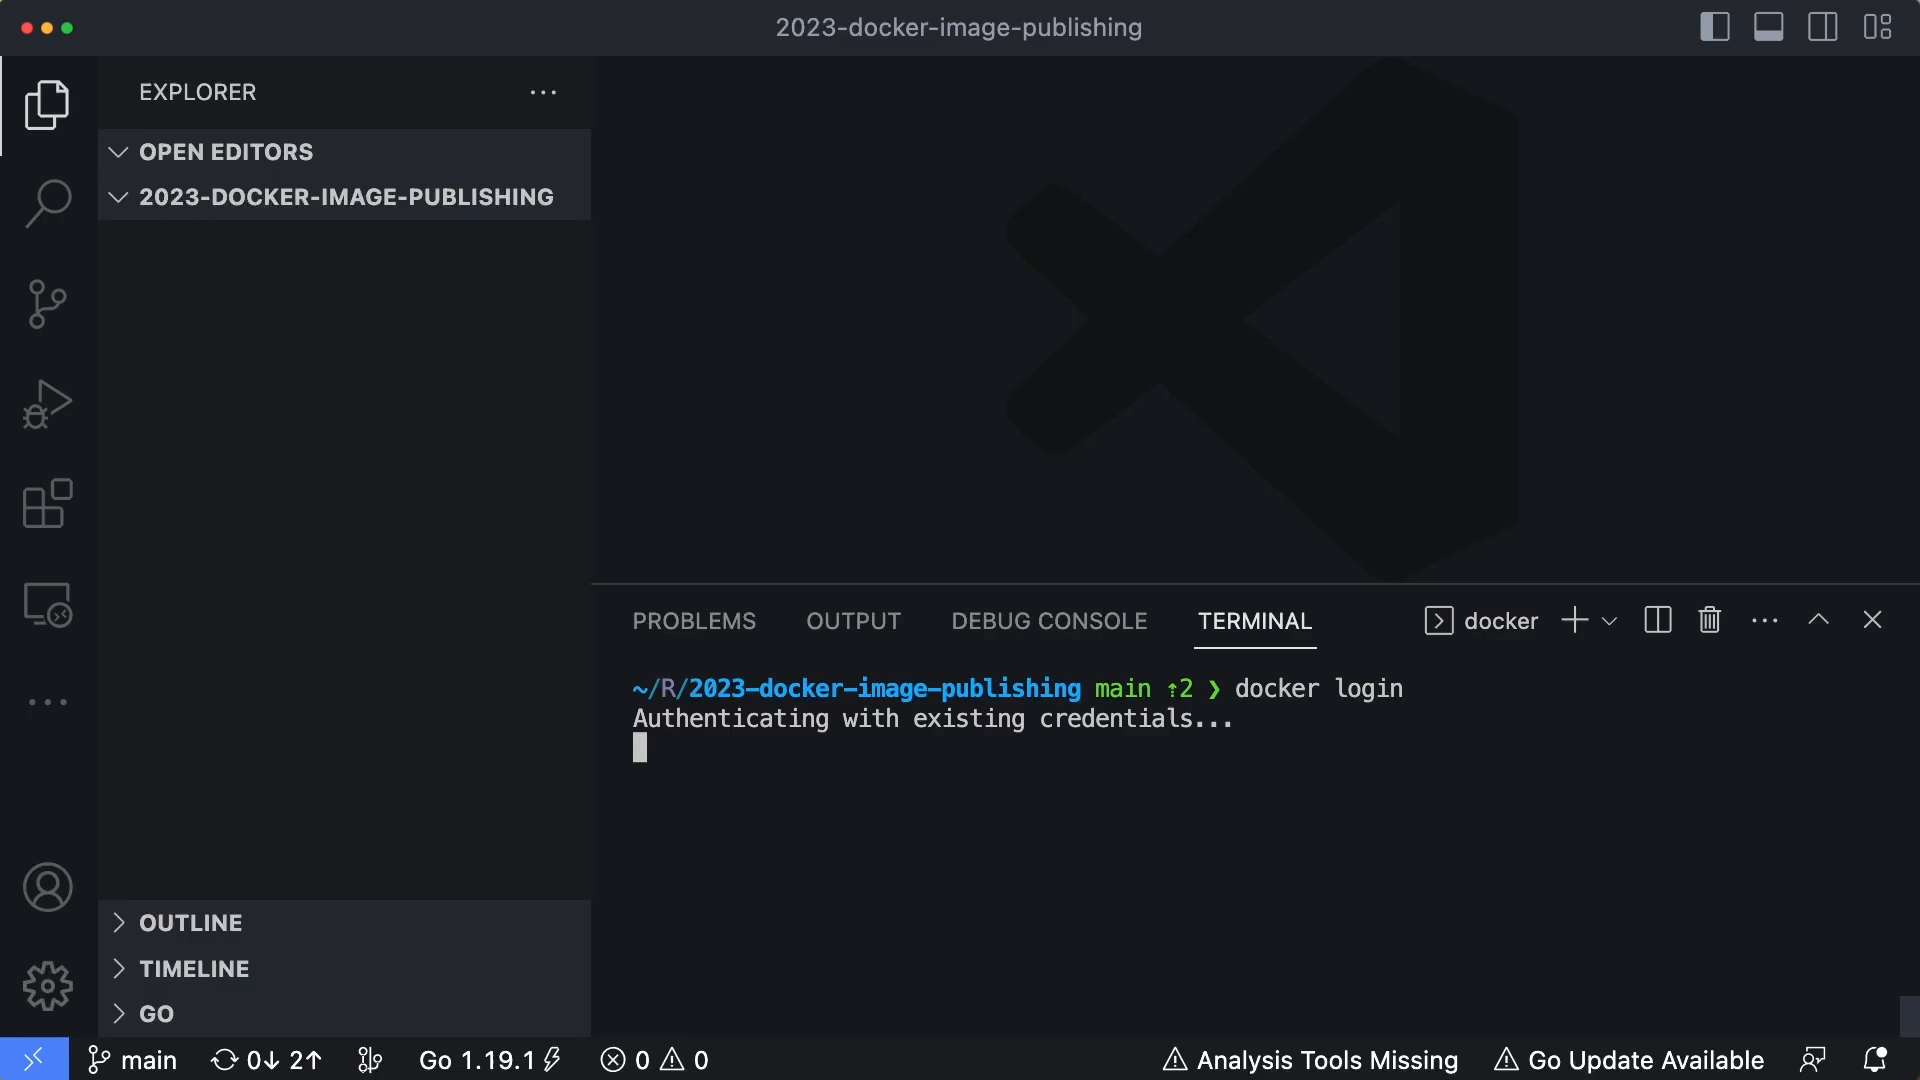 2023-docker-image-publishing
EXPLORER
OPEN EDITORS
2023-DOCKER-IMAGE-PUBLISHING
PROBLEMS OUTPUT DEBUG CONSOLE TERMINAL docker
~/R/2023-docker-image-publishing main ⇡2 ❯ docker login
Authenticating with existing credentials...
OUTLINE
TIMELINE
GO
main 0↓ 2↑ Go 1.19.1 0 0 Analysis Tools Missing Go Update Available